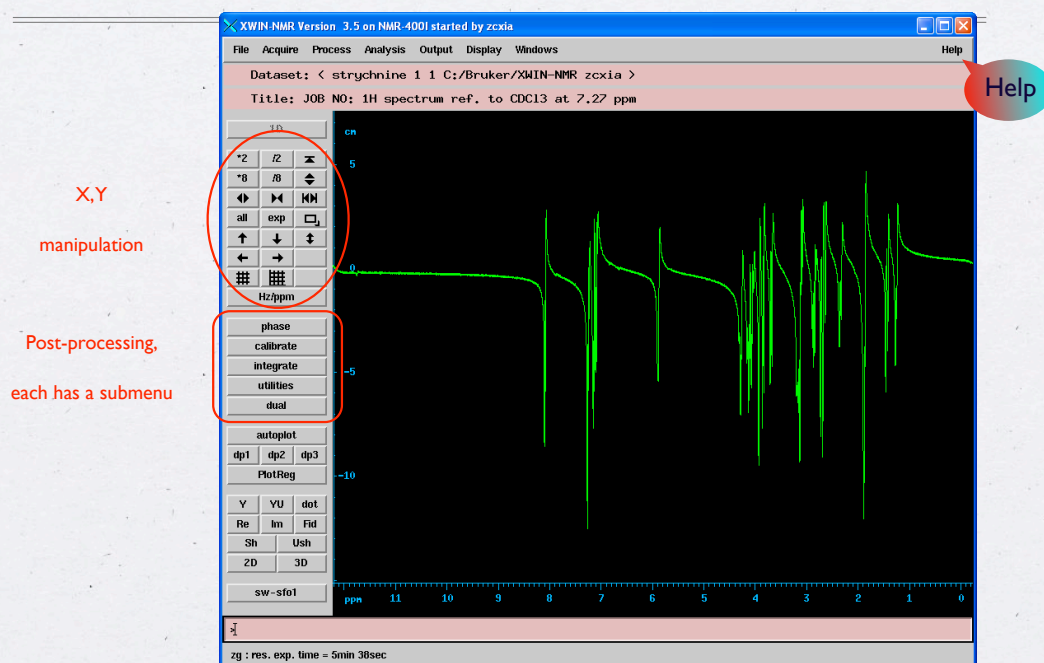 XWIN-NMR Version 3.5 on NMR-400I started by zcxia
File Acquire Process Analysis Output Display Windows Help
Dataset: < strychnine 1 1 C:/Bruker/XWIN-NMR zcxia >
Title: JOB NO: 1H spectrum ref. to CDCl3 at 7.27 ppm
Help
1D
*2 /2
*8 /8
all exp
Hz/ppm
X,Y
manipulation
phase
calibrate
integrate
utilities
dual
Post-processing,
each has a submenu
autoplot
dp1 dp2 dp3
PlotReg
Y YU dot
Re Im Fid
Sh Ush
2D 3D
sw-sfo1
cm
5
0
-5
-10
ppm 11 10 9 8 7 6 5 4 3 2 1 0
>
zg : res. exp. time = 5min 38sec